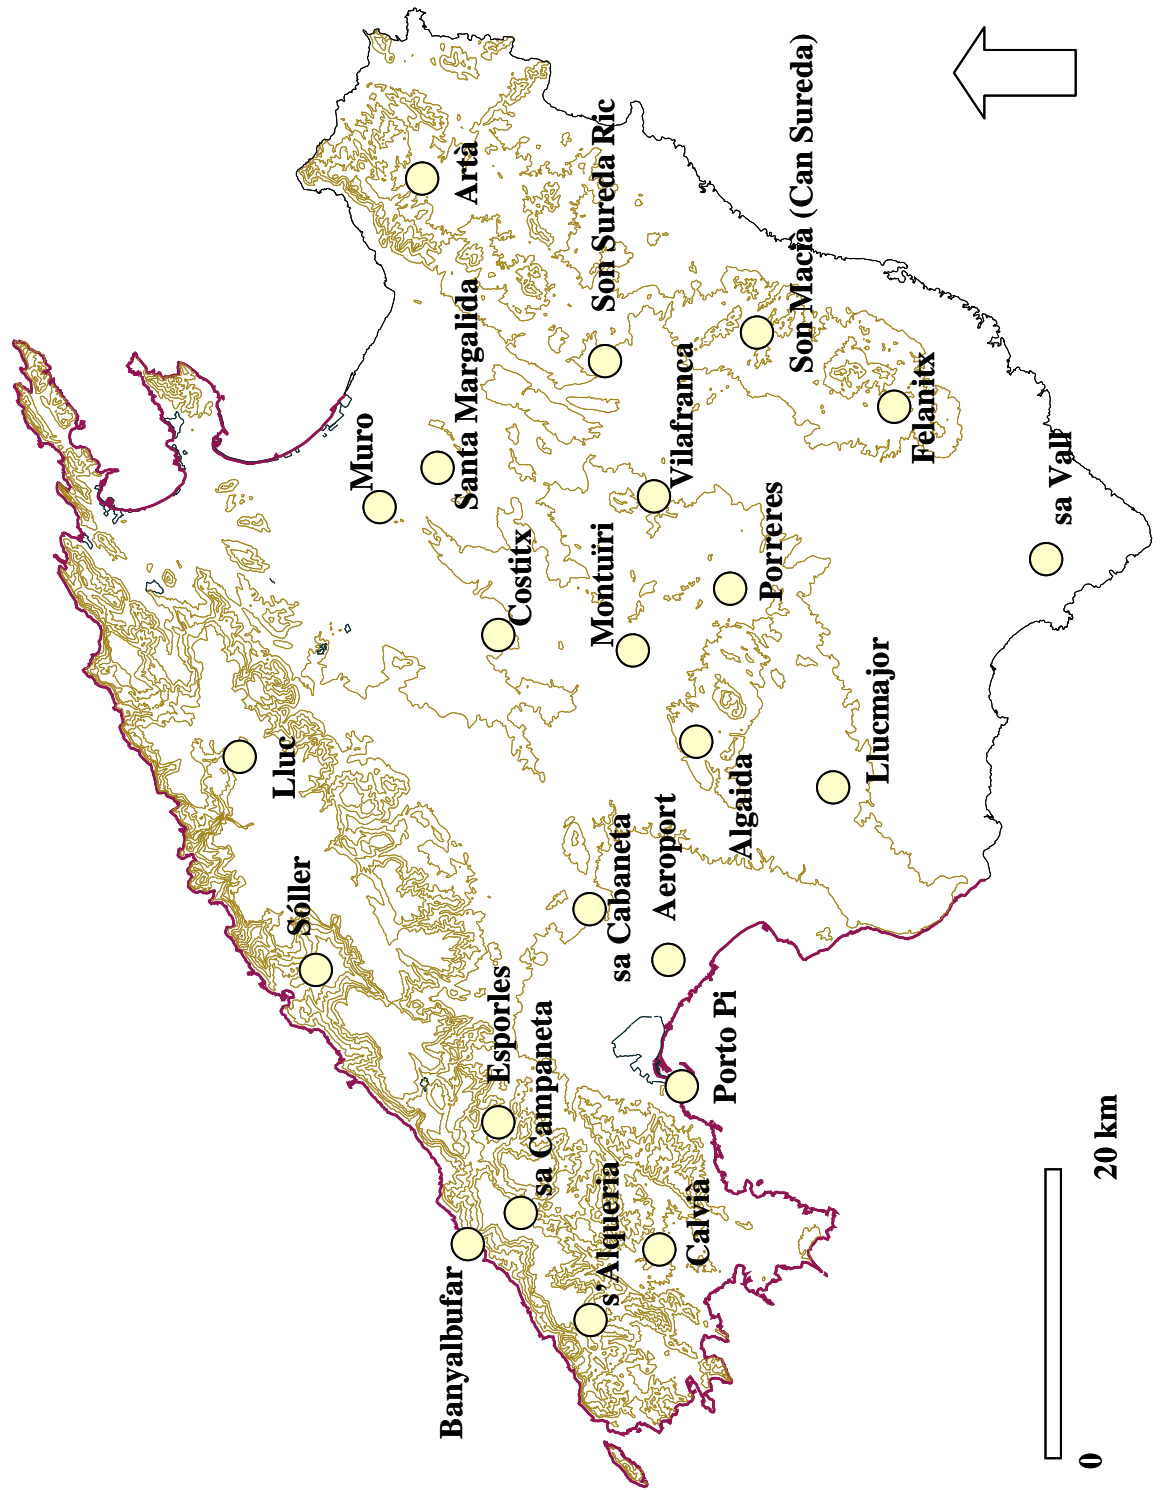 Artà
Son Sureda Ric
Son Macià (Can Sureda)
Santa Margalida
Muro
Vilafranca
Felanitx
sa Vall
Costitx
Montuïri
Porreres
Lluc
Llucmajor
Algaida
Sóller
sa Cabaneta
Aeroport
Esporles
sa Campaneta
Porto Pi
s'Alqueria
Calvià
Banyalbufar
0
20 km